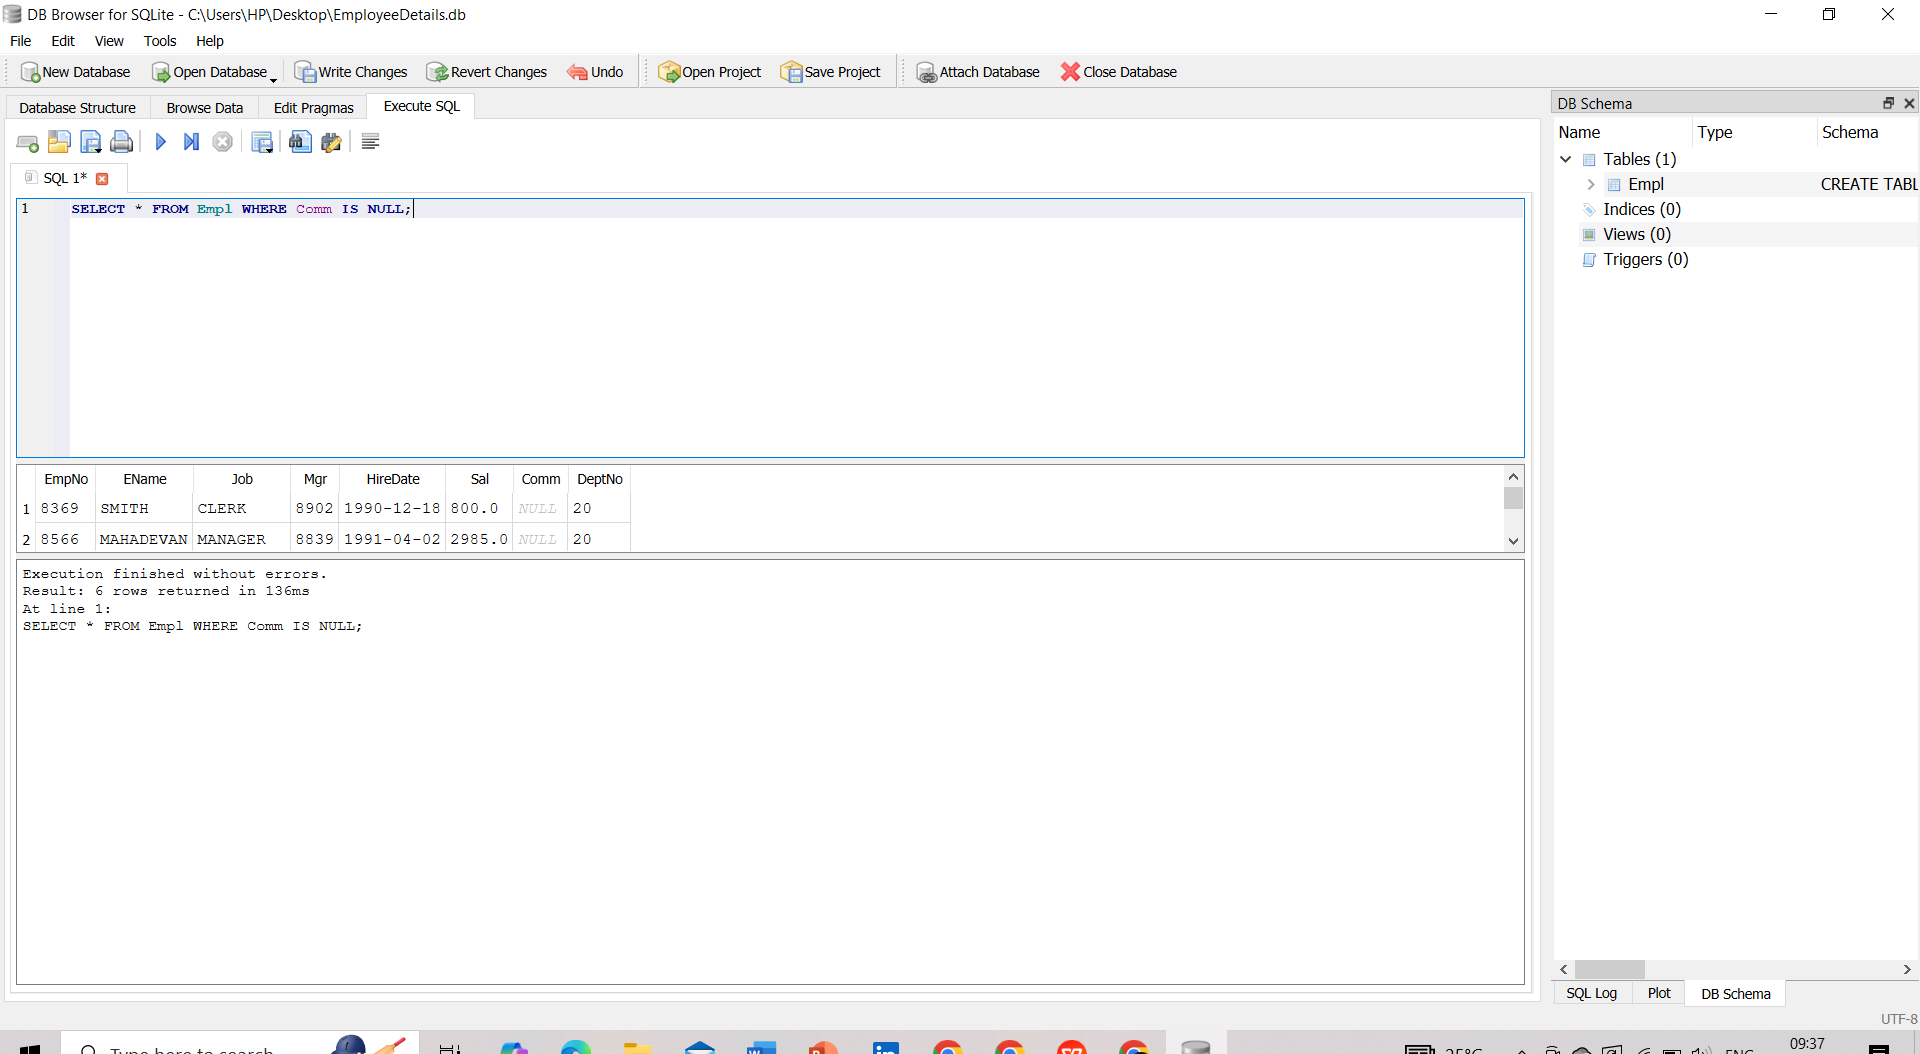 DB Browser for SQLite - C:\Users\HP\Desktop\EmployeeDetails.db
File Edit View Tools Help
New Database Open Database Write Changes Revert Changes Undo Open Project Save Project Attach Database Close Database
Database Structure Browse Data Edit Pragmas Execute SQL
SQL 1*
1 SELECT * FROM Empl WHERE Comm IS NULL;
EmpNo EName Job Mgr HireDate Sal Comm DeptNo
1 8369 SMITH CLERK 8902 1990-12-18 800.0 NULL 20
2 8566 MAHADEVAN MANAGER 8839 1991-04-02 2985.0 NULL 20
Execution finished without errors.
Result: 6 rows returned in 136ms
At line 1:
SELECT * FROM Empl WHERE Comm IS NULL;
DB Schema
Name Type Schema
Tables (1)
Empl CREATE TABL
Indices (0)
Views (0)
Triggers (0)
SQL Log Plot DB Schema
UTF-8
Type here to search
25°C ENG 09:37